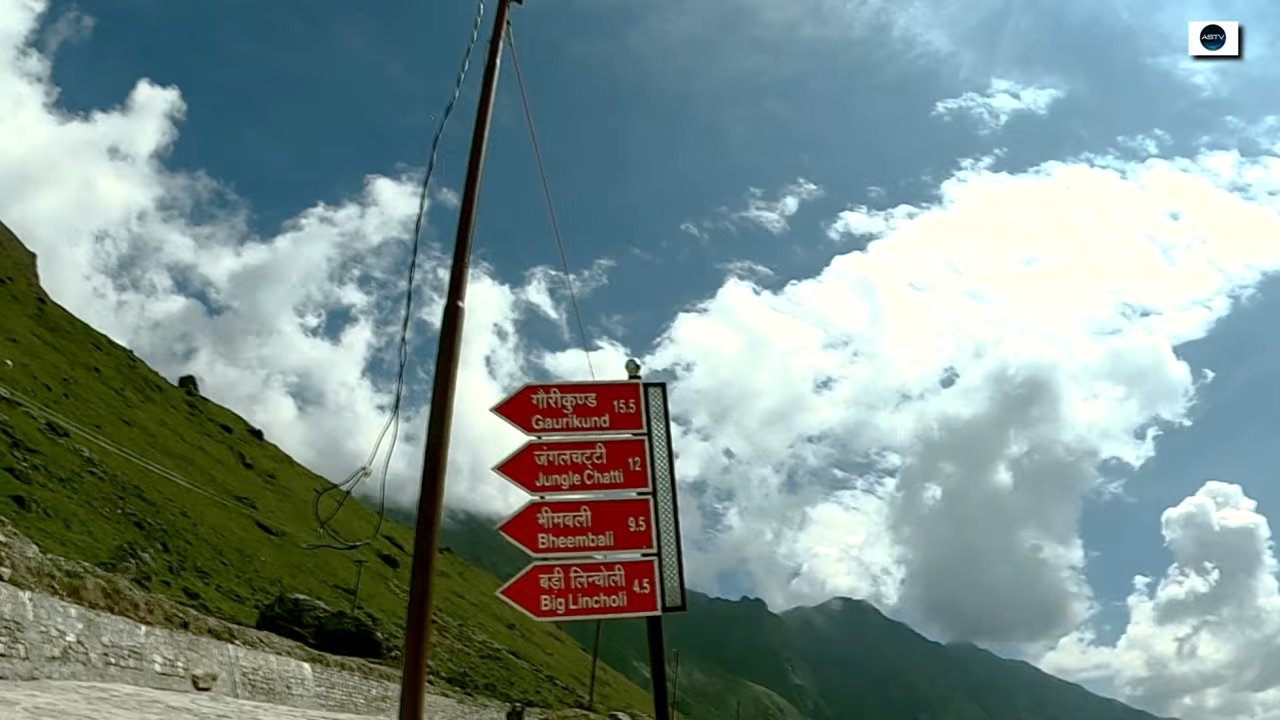 ASTV
गौरीकुण्ड 15.5
Gaurikund
जंगलचट्टी 12
Jungle Chatti
भीमबली 9.5
Bheembali
बड़ी लिन्चोली 4.5
Big Lincholi